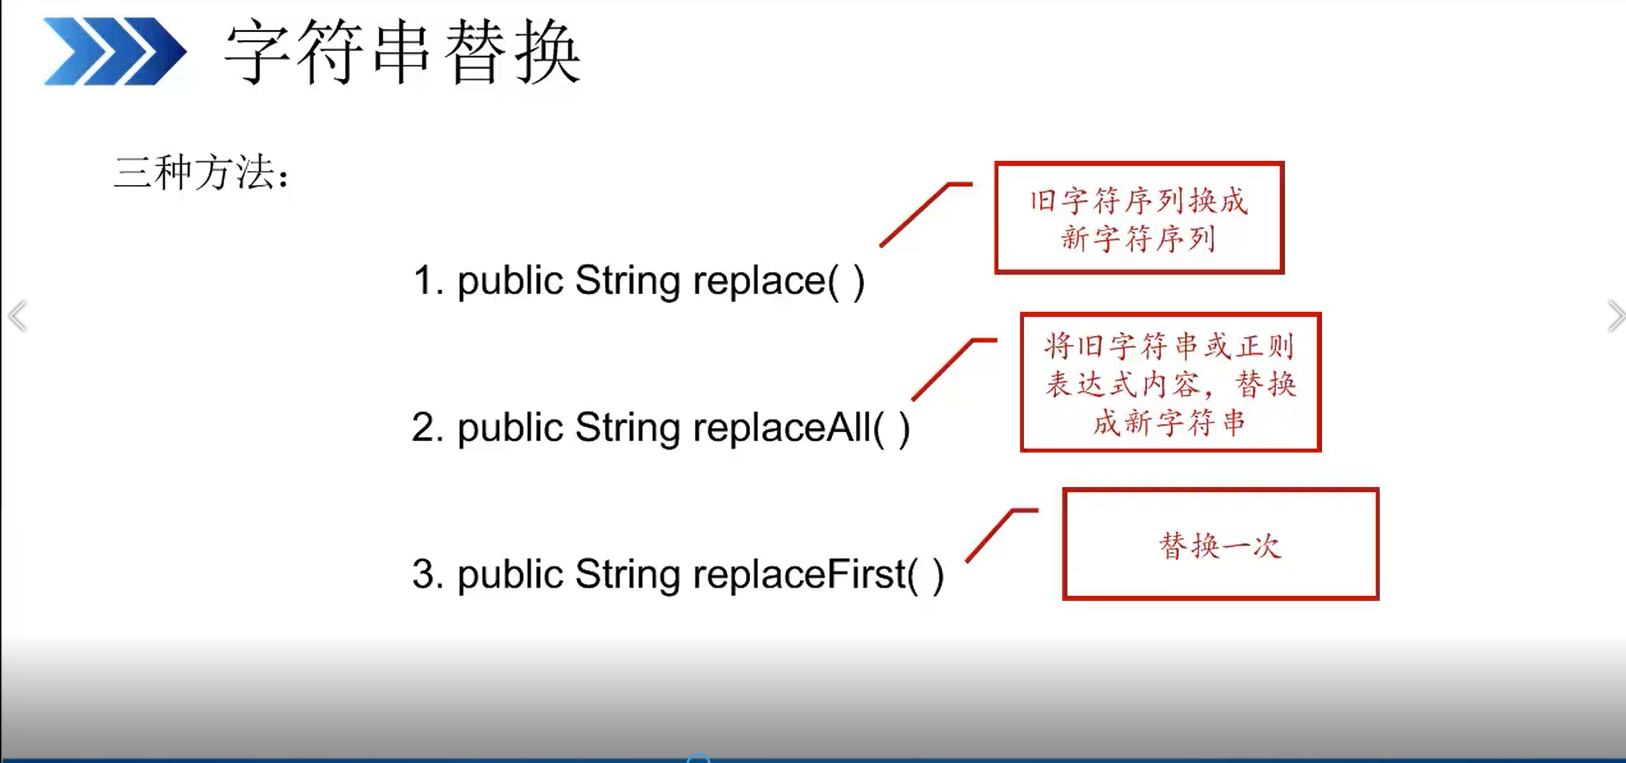 字符串替换
三种方法：
旧字符序列换成
新字符序列
1. public String replace( )
将旧字符串或正则
表达式内容，替换
成新字符串
2. public String replaceAll( )
替换一次
3. public String replaceFirst( )